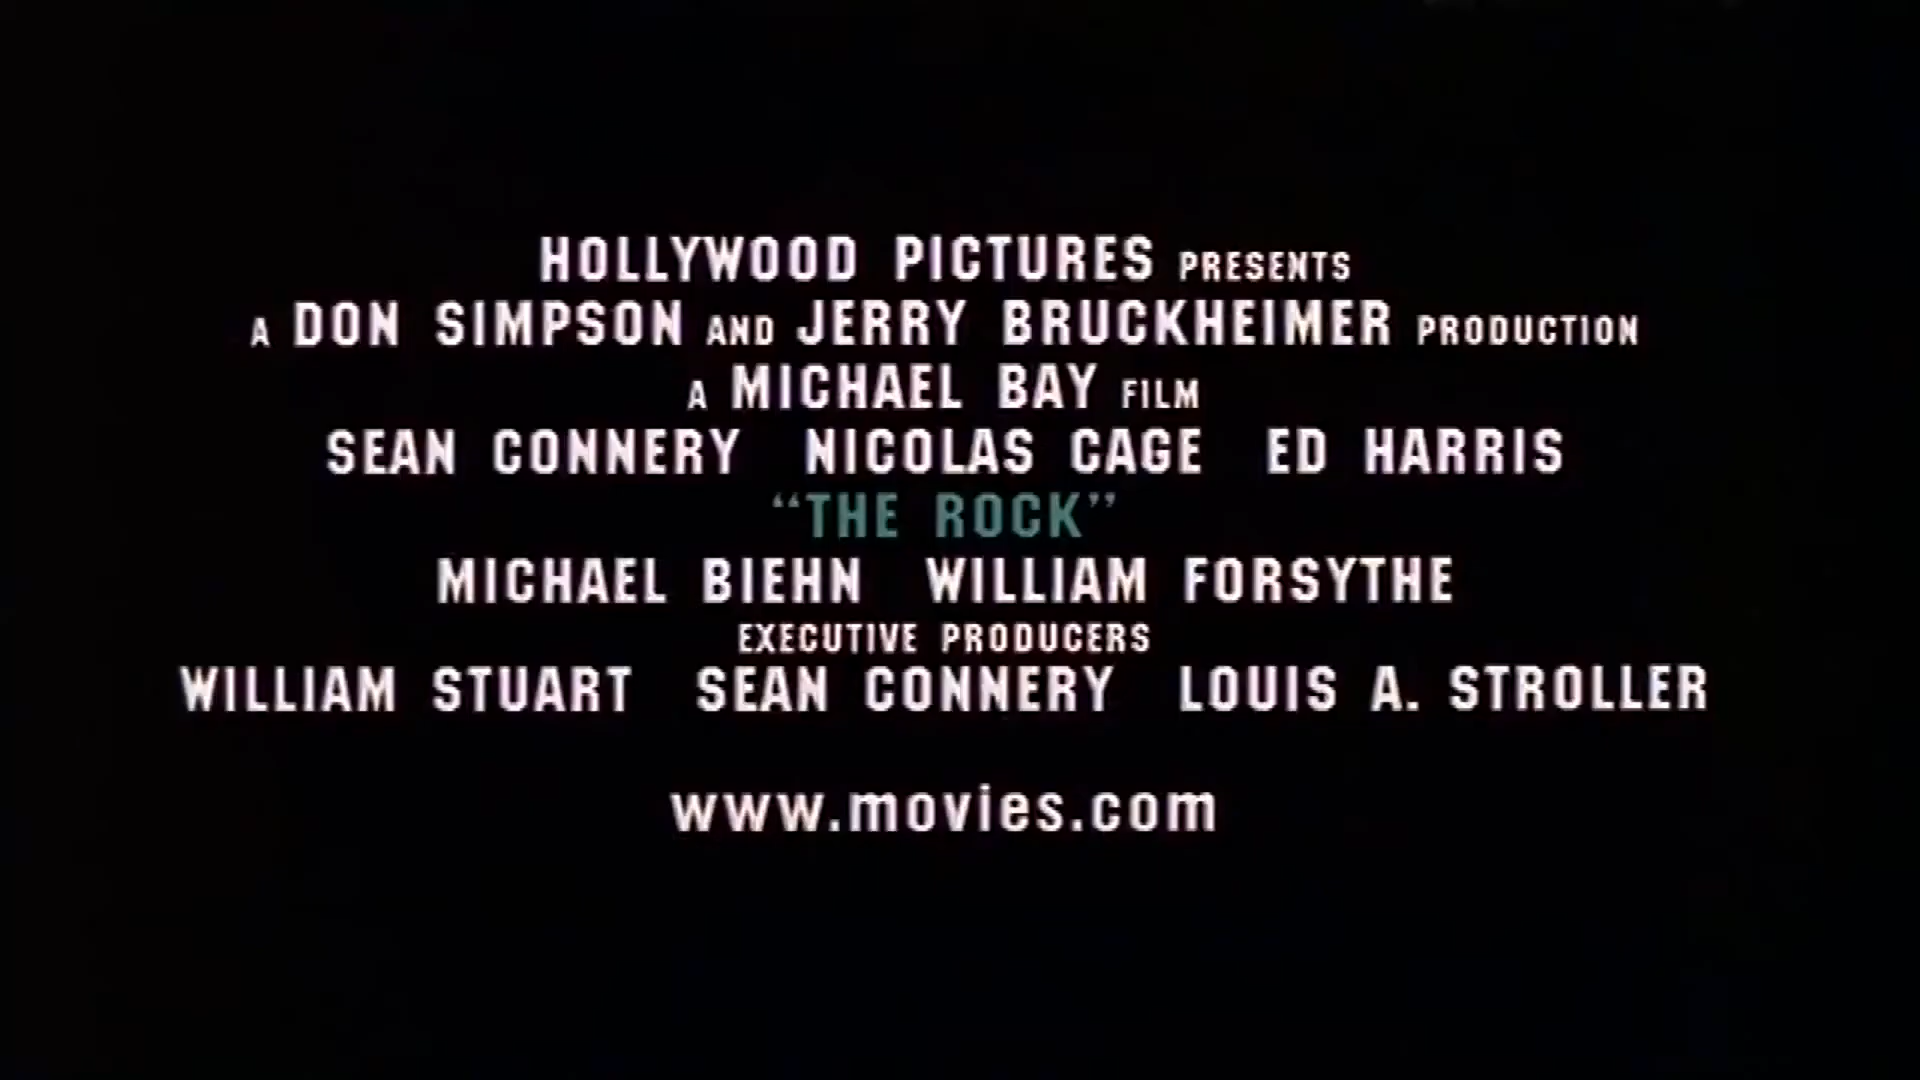 HOLLYWOOD PICTURES PRESENTS
A DON SIMPSON AND JERRY BRUCKHEIMER PRODUCTION
A MICHAEL BAY FILM
SEAN CONNERY NICOLAS CAGE ED HARRIS
“THE ROCK”
MICHAEL BIEHN WILLIAM FORSYTHE
EXECUTIVE PRODUCERS
WILLIAM STUART SEAN CONNERY LOUIS A. STROLLER
www.movies.com